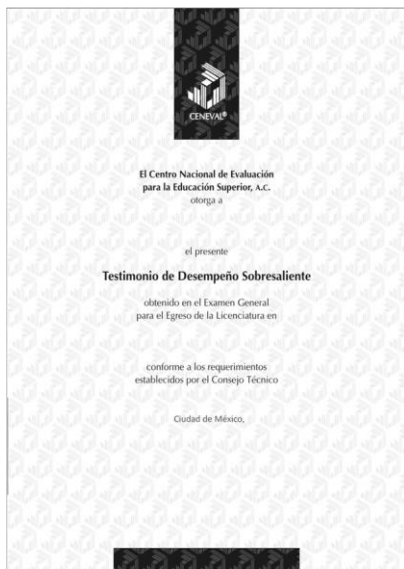 CENEVAL®
El Centro Nacional de Evaluación
para la Educación Superior, A.C.
otorga a
el presente
Testimonio de Desempeño Sobresaliente
obtenido en el Examen General
para el Egreso de la Licenciatura en
conforme a los requerimientos
establecidos por el Consejo Técnico
Ciudad de México,